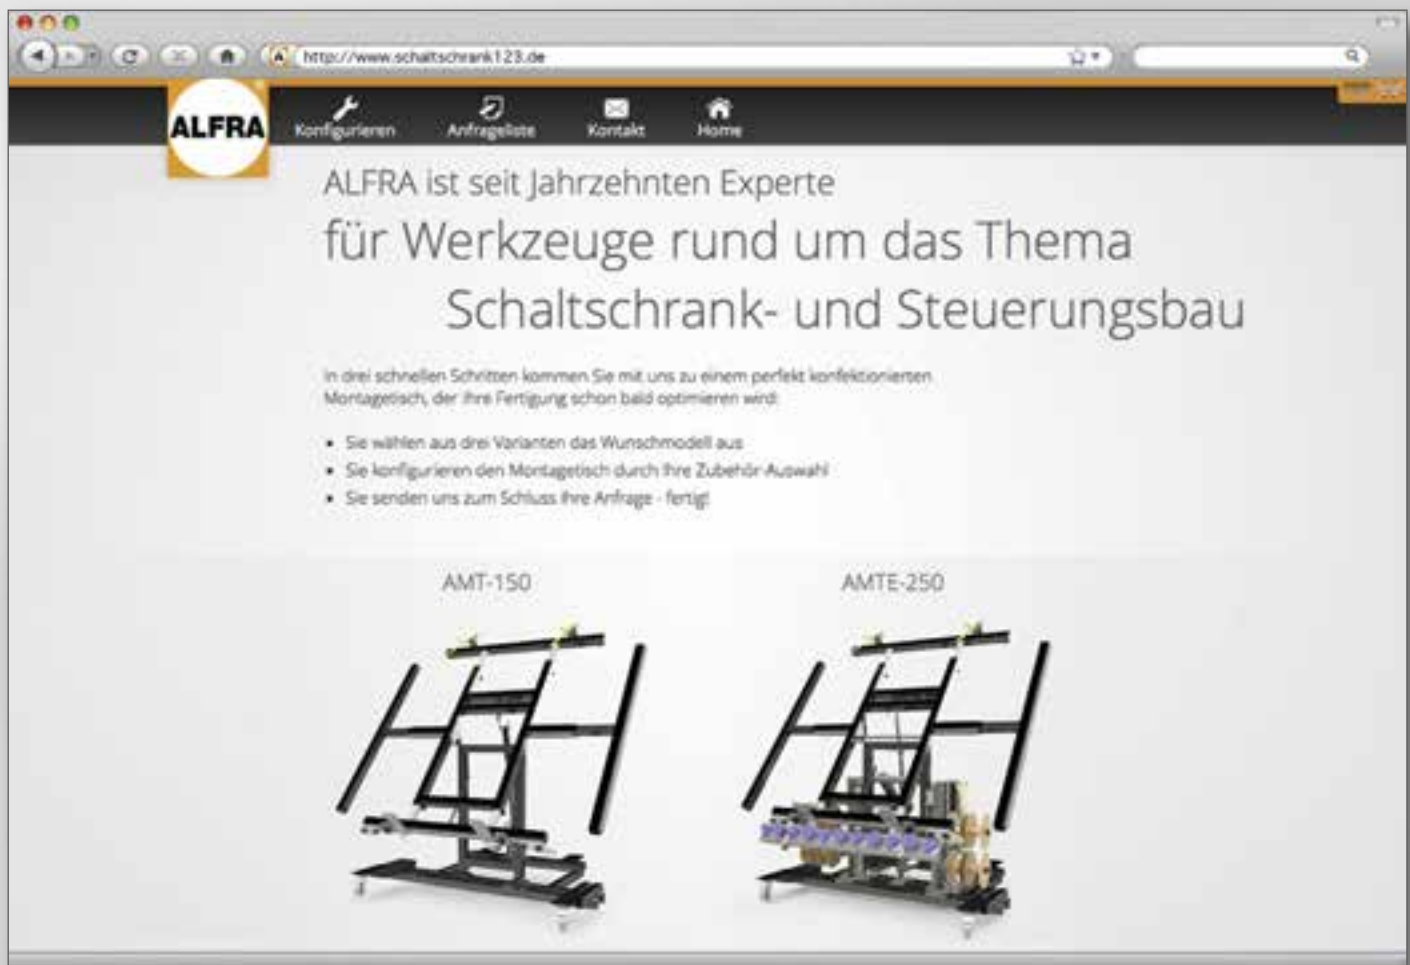 http://www.schaltschrank123.de
ALFRA
Konfigurieren
Anfrageliste
Kontakt
Home
ALFRA ist seit Jahrzehnten Experte
für Werkzeuge rund um das Thema
Schaltschrank- und Steuerungsbau
In drei schnellen Schritten kommen Sie mit uns zu einem perfekt konfektionierten
Montagetisch, der Ihre Fertigung schon bald optimieren wird:
• Sie wählen aus drei Varianten das Wunschmodell aus
• Sie konfigurieren den Montagetisch durch Ihre Zubehör-Auswahl
• Sie senden uns zum Schluss Ihre Anfrage - fertig!
AMT-150
AMTE-250